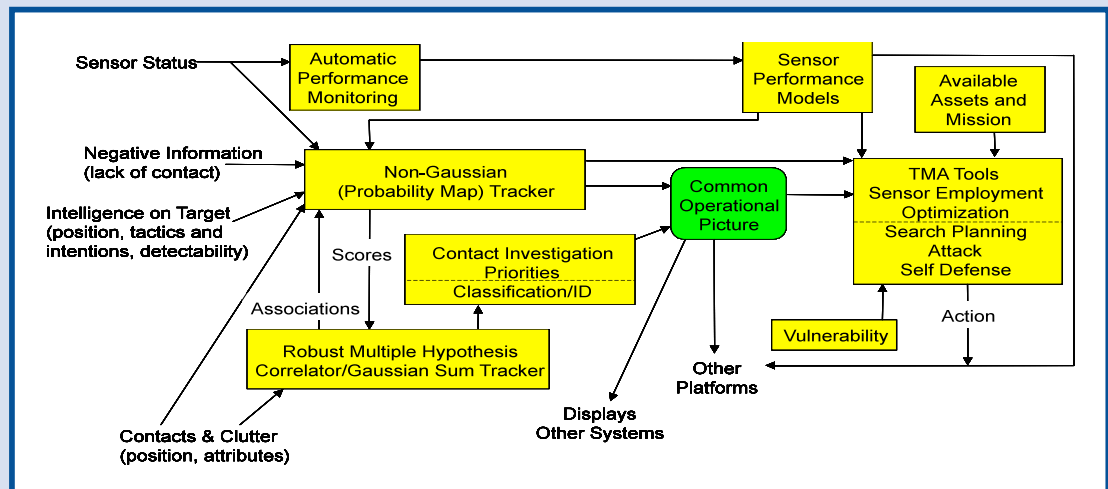 Sensor Status
Automatic
Performance
Monitoring
Sensor
Performance
Models
Available
Assets and
Mission
Negative Information
(lack of contact)
Non-Gaussian
(Probability Map) Tracker
Common
Operational
Picture
TMA Tools
Sensor Employment
Optimization
Search Planning
Attack
Self Defense
Intelligence on Target
(position, tactics and
intentions, detectability)
Scores
Contact Investigation
Priorities
Classification/ID
Associations
Action
Vulnerability
Robust Multiple Hypothesis
Correlator/Gaussian Sum Tracker
Other
Platforms
Displays
Other Systems
Contacts & Clutter
(position, attributes)